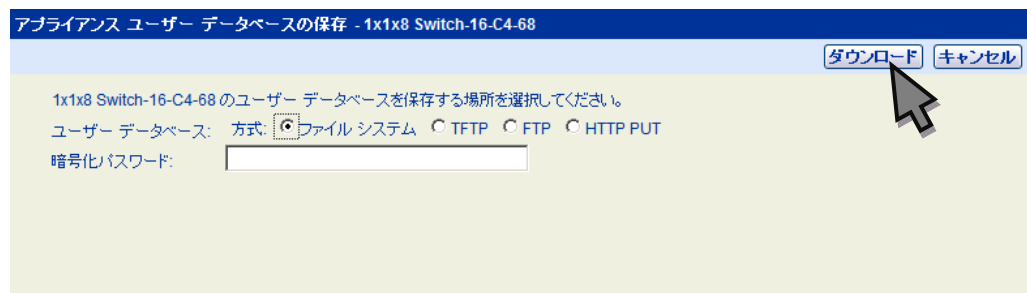 アプライアンス ユーザー データベースの保存 - 1x1x8 Switch-16-C4-68
ダウンロード キャンセル
1x1x8 Switch-16-C4-68 のユーザー データベースを保存する場所を選択してください。
ユーザー データベース: 方式: ファイル システム TFTP FTP HTTP PUT
暗号化パスワード: